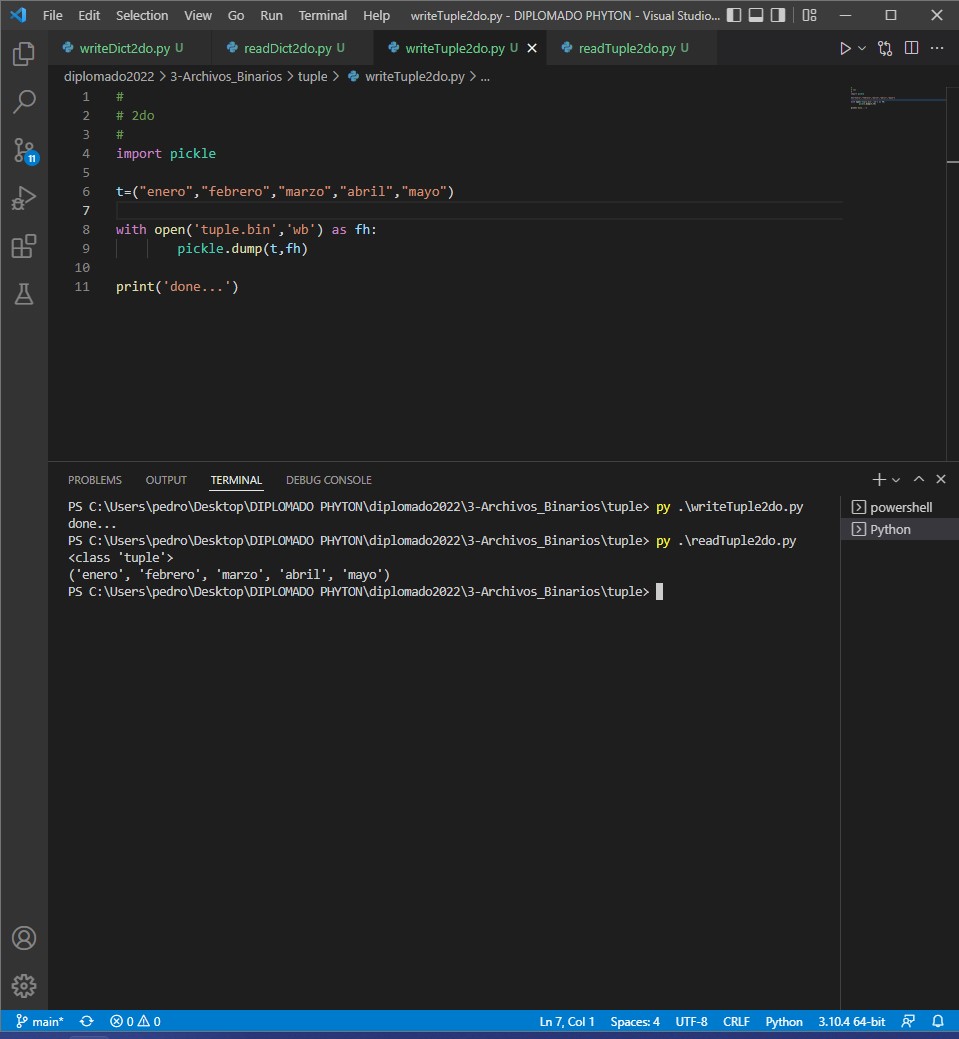 File Edit Selection View Go Run Terminal Help writeTuple2do.py - DIPLOMADO PHYTON - Visual Studio...
writeDict2do.py U readDict2do.py U writeTuple2do.py U readTuple2do.py U
diplomado2022 > 3-Archivos_Binarios > tuple > writeTuple2do.py > ...
1 #
2 # 2do
3 #
4 import pickle
5
6 t=("enero","febrero","marzo","abril","mayo")
7
8 with open('tuple.bin','wb') as fh:
9 pickle.dump(t,fh)
10
11 print('done...')
11
PROBLEMS OUTPUT TERMINAL DEBUG CONSOLE
PS C:\Users\pedro\Desktop\DIPLOMADO PHYTON\diplomado2022\3-Archivos_Binarios\tuple> py .\writeTuple2do.py
done...
PS C:\Users\pedro\Desktop\DIPLOMADO PHYTON\diplomado2022\3-Archivos_Binarios\tuple> py .\readTuple2do.py
<class 'tuple'>
('enero', 'febrero', 'marzo', 'abril', 'mayo')
PS C:\Users\pedro\Desktop\DIPLOMADO PHYTON\diplomado2022\3-Archivos_Binarios\tuple>
powershell
Python
main* 0 0 Ln 7, Col 1 Spaces: 4 UTF-8 CRLF Python 3.10.4 64-bit